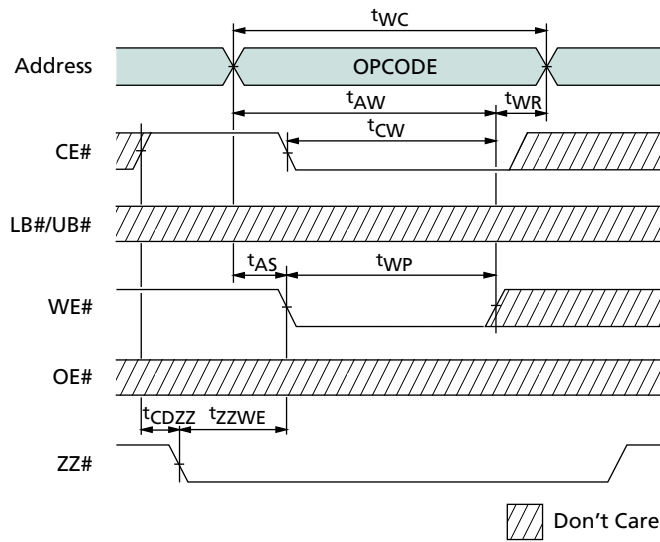 tWC
Address
OPCODE
tAW
tWR
tCW
CE#
LB#/UB#
tAS
tWP
WE#
OE#
tCDZZ
tZZWE
ZZ#
Don't Care